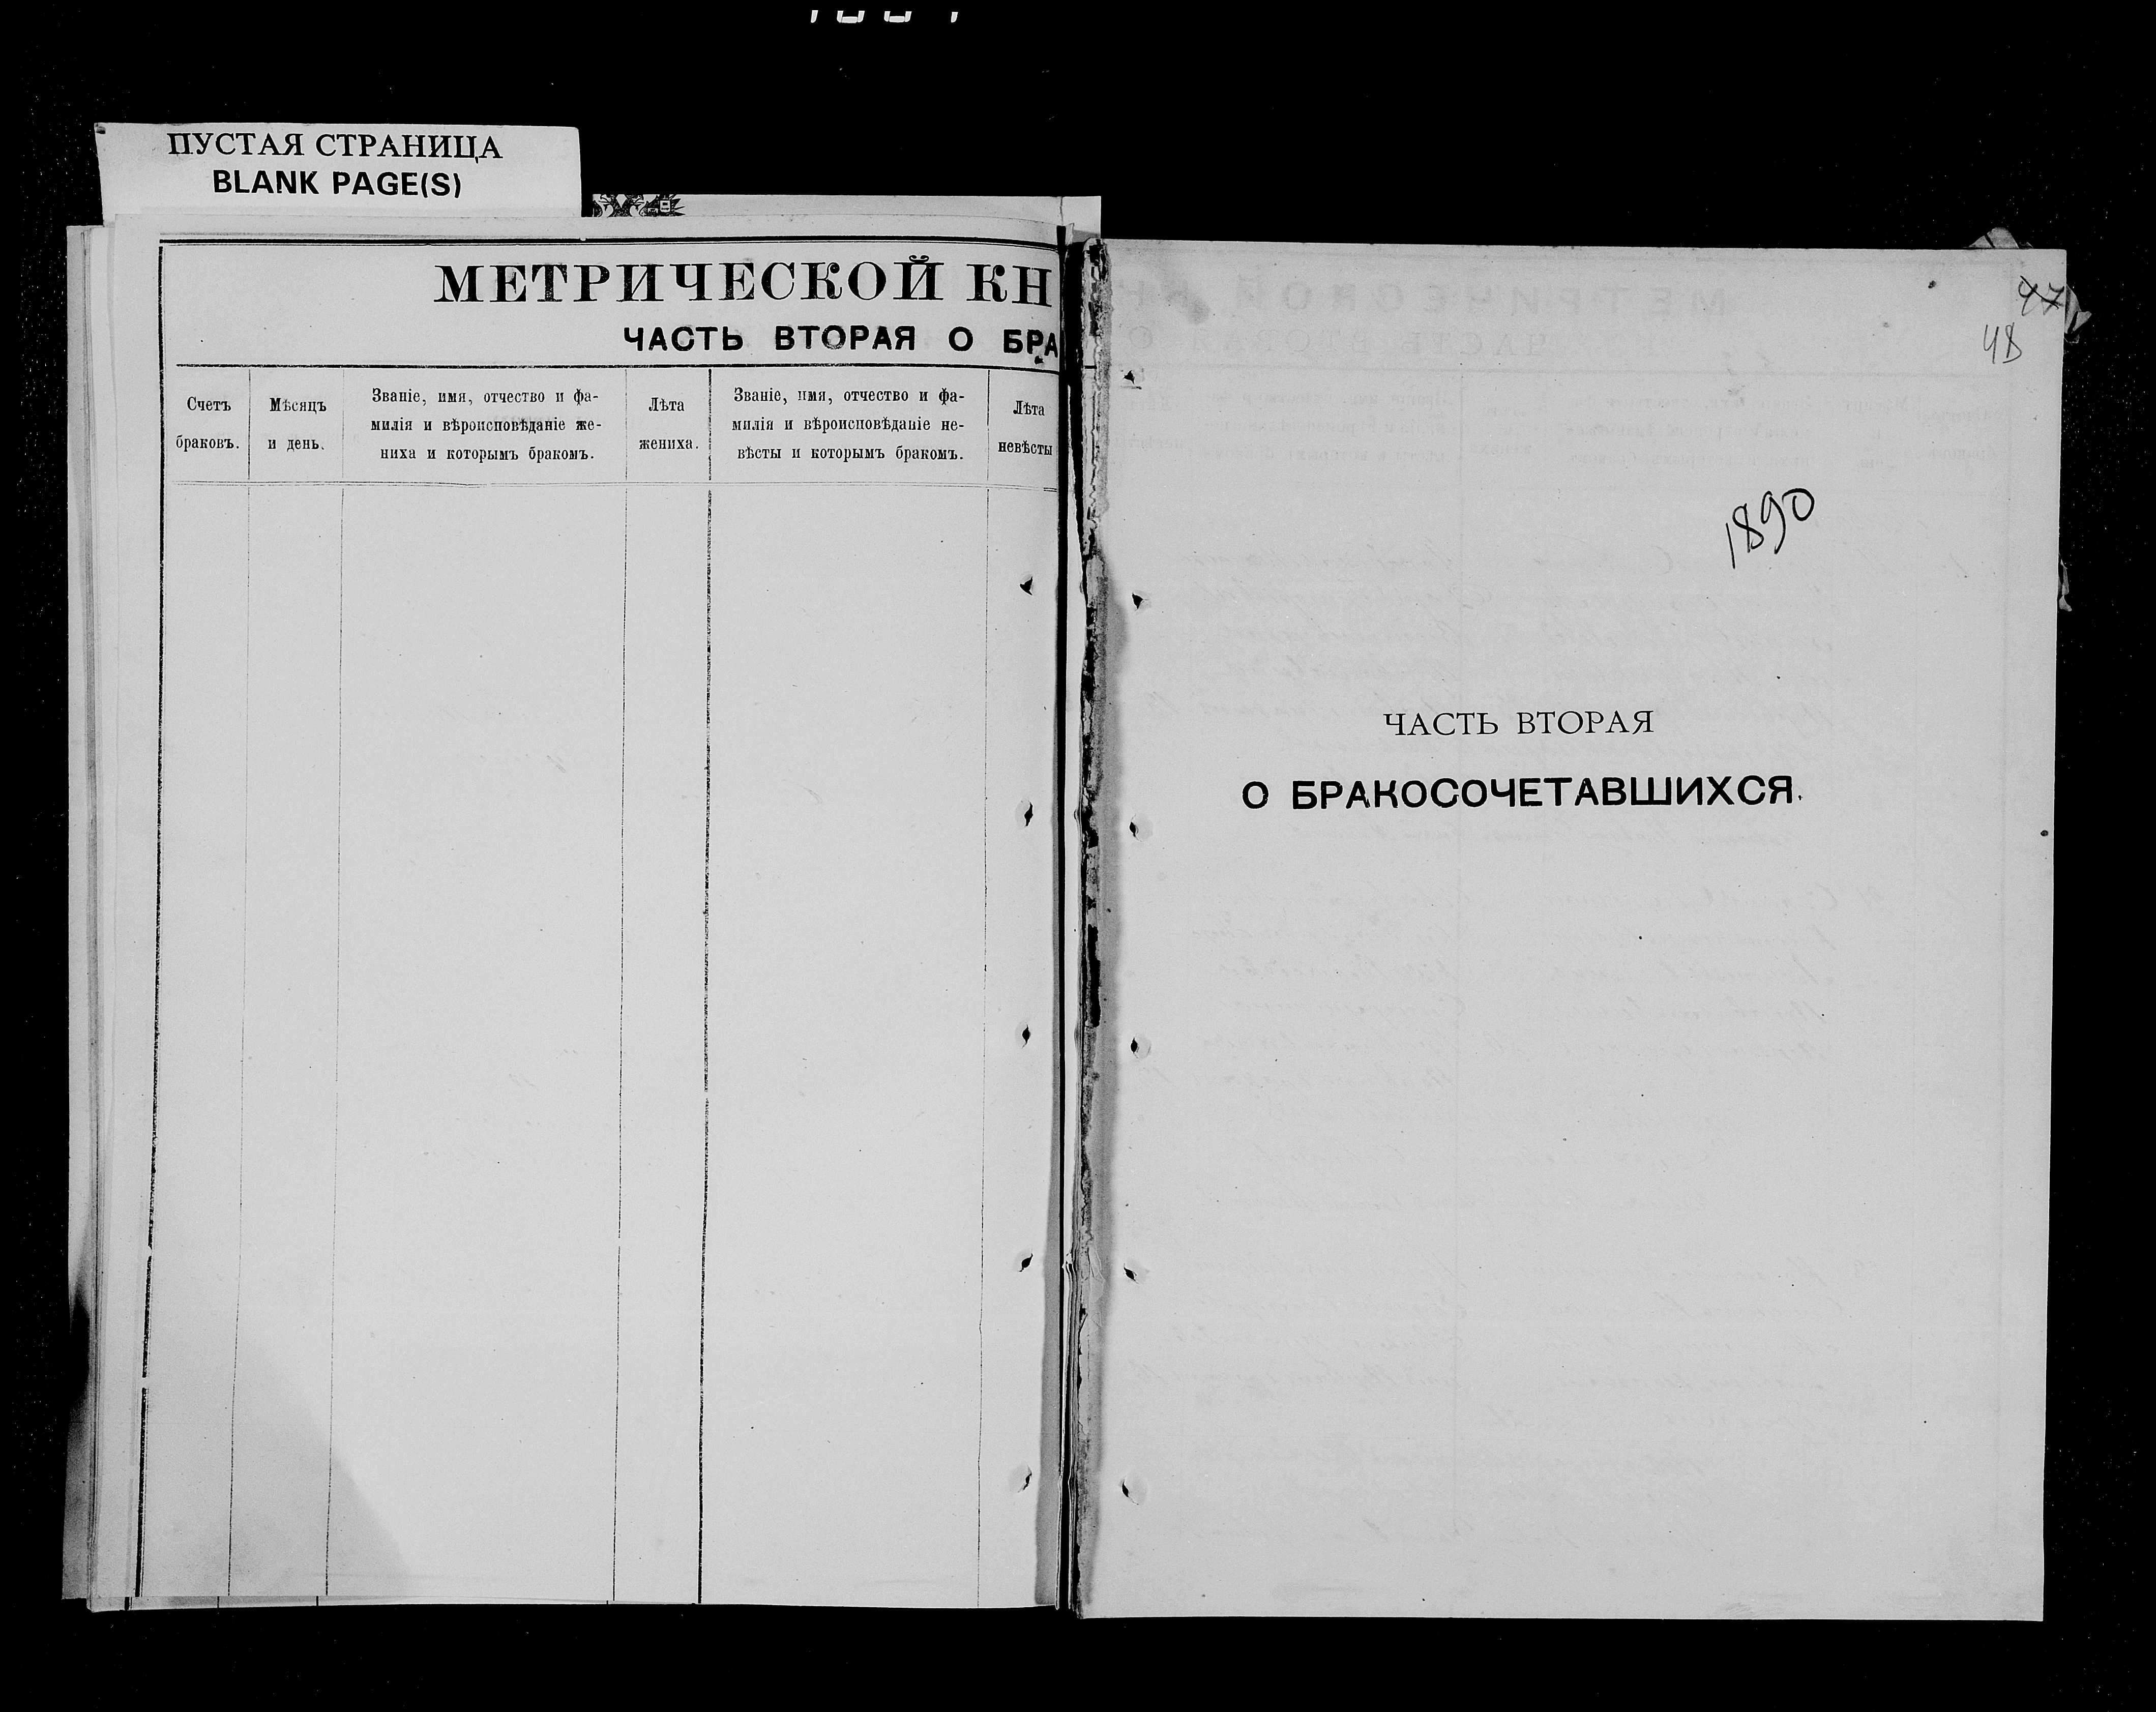 ПУСТАЯ СТРАНИЦА
BLANK PAGE(S)
МЕТРИЧЕСКОЙ КН
ЧАСТЬ ВТОРАЯ О БРА
Счетъ
браковъ.
Мѣсяцъ
и день.
Званіе, имя, отчество и фа-
милія и вѣроисповѣданіе же-
ниха и которымъ бракомъ.
Лѣта
жениха.
Званіе, имя, отчество и фа-
милія и вѣроисповѣданіе не-
вѣсты и которымъ бракомъ.
Лѣта
невѣсты
47
48
1890
ЧАСТЬ ВТОРАЯ
О БРАКОСОЧЕТАВШИХСЯ.